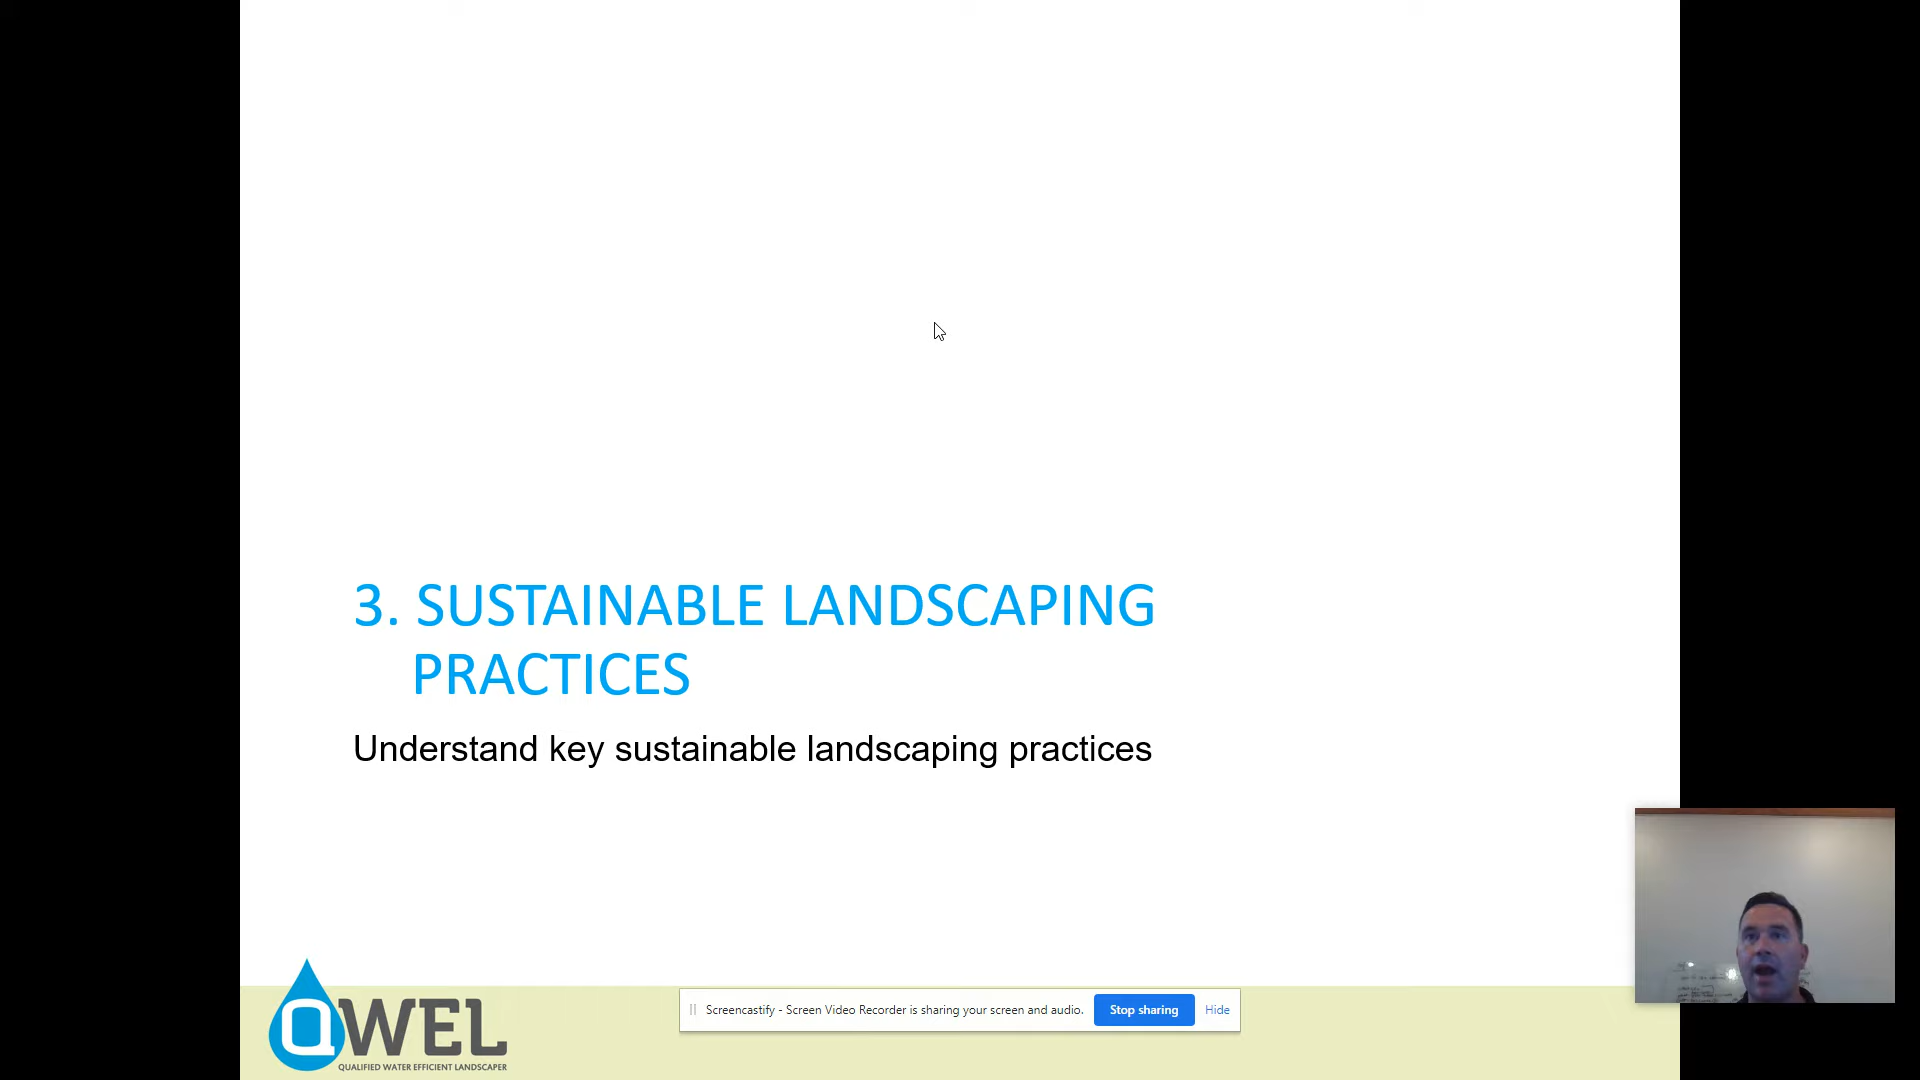 3. SUSTAINABLE LANDSCAPING
PRACTICES
Understand key sustainable landscaping practices
QWEL
QUALIFIED WATER EFFICIENT LANDSCAPER
Screencastify - Screen Video Recorder is sharing your screen and audio.
Stop sharing
Hide